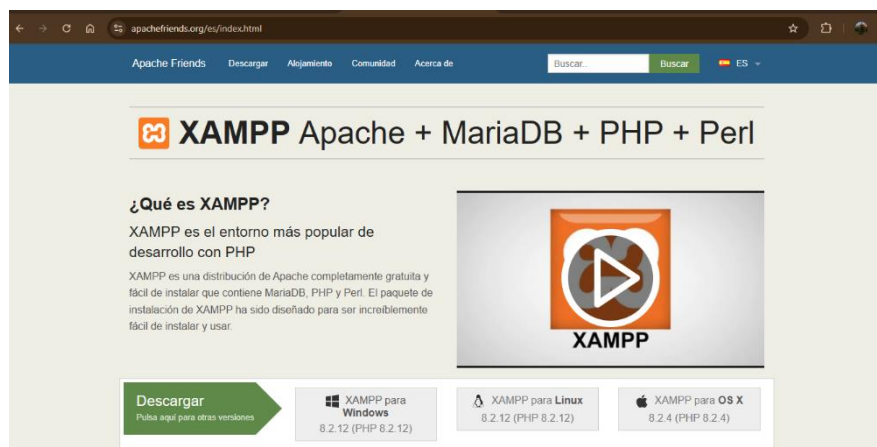 apachefriends.org/es/index.html
Apache Friends Descargar Alojamiento Comunidad Acerca de Buscar.. Buscar ES
XAMPP Apache + MariaDB + PHP + Perl
¿Qué es XAMPP?
XAMPP es el entorno más popular de
desarrollo con PHP
XAMPP es una distribución de Apache completamente gratuita y
fácil de instalar que contiene MariaDB, PHP y Perl. El paquete de
instalación de XAMPP ha sido diseñado para ser increíblemente
fácil de instalar y usar.
XAMPP
Descargar
Pulsa aquí para otras versiones
XAMPP para
Windows
8.2.12 (PHP 8.2.12)
XAMPP para Linux
8.2.12 (PHP 8.2.12)
XAMPP para OS X
8.2.4 (PHP 8.2.4)